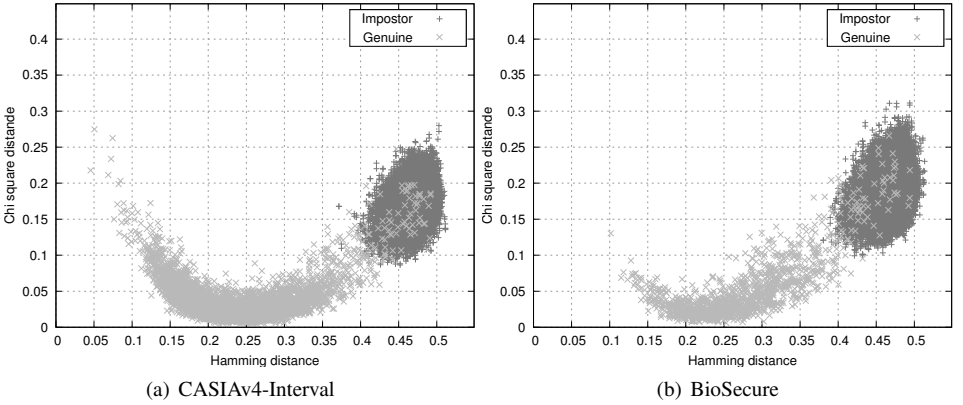 Impostor
Genuine
Chi square distande
0.4
0.35
0.3
0.25
0.2
0.15
0.1
0.05
0
0 0.05 0.1 0.15 0.2 0.25 0.3 0.35 0.4 0.45 0.5
Hamming distance
(a) CASIAv4-Interval
Impostor
Genuine
Chi square distande
0.4
0.35
0.3
0.25
0.2
0.15
0.1
0.05
0
0 0.05 0.1 0.15 0.2 0.25 0.3 0.35 0.4 0.45 0.5
Hamming distance
(b) BioSecure